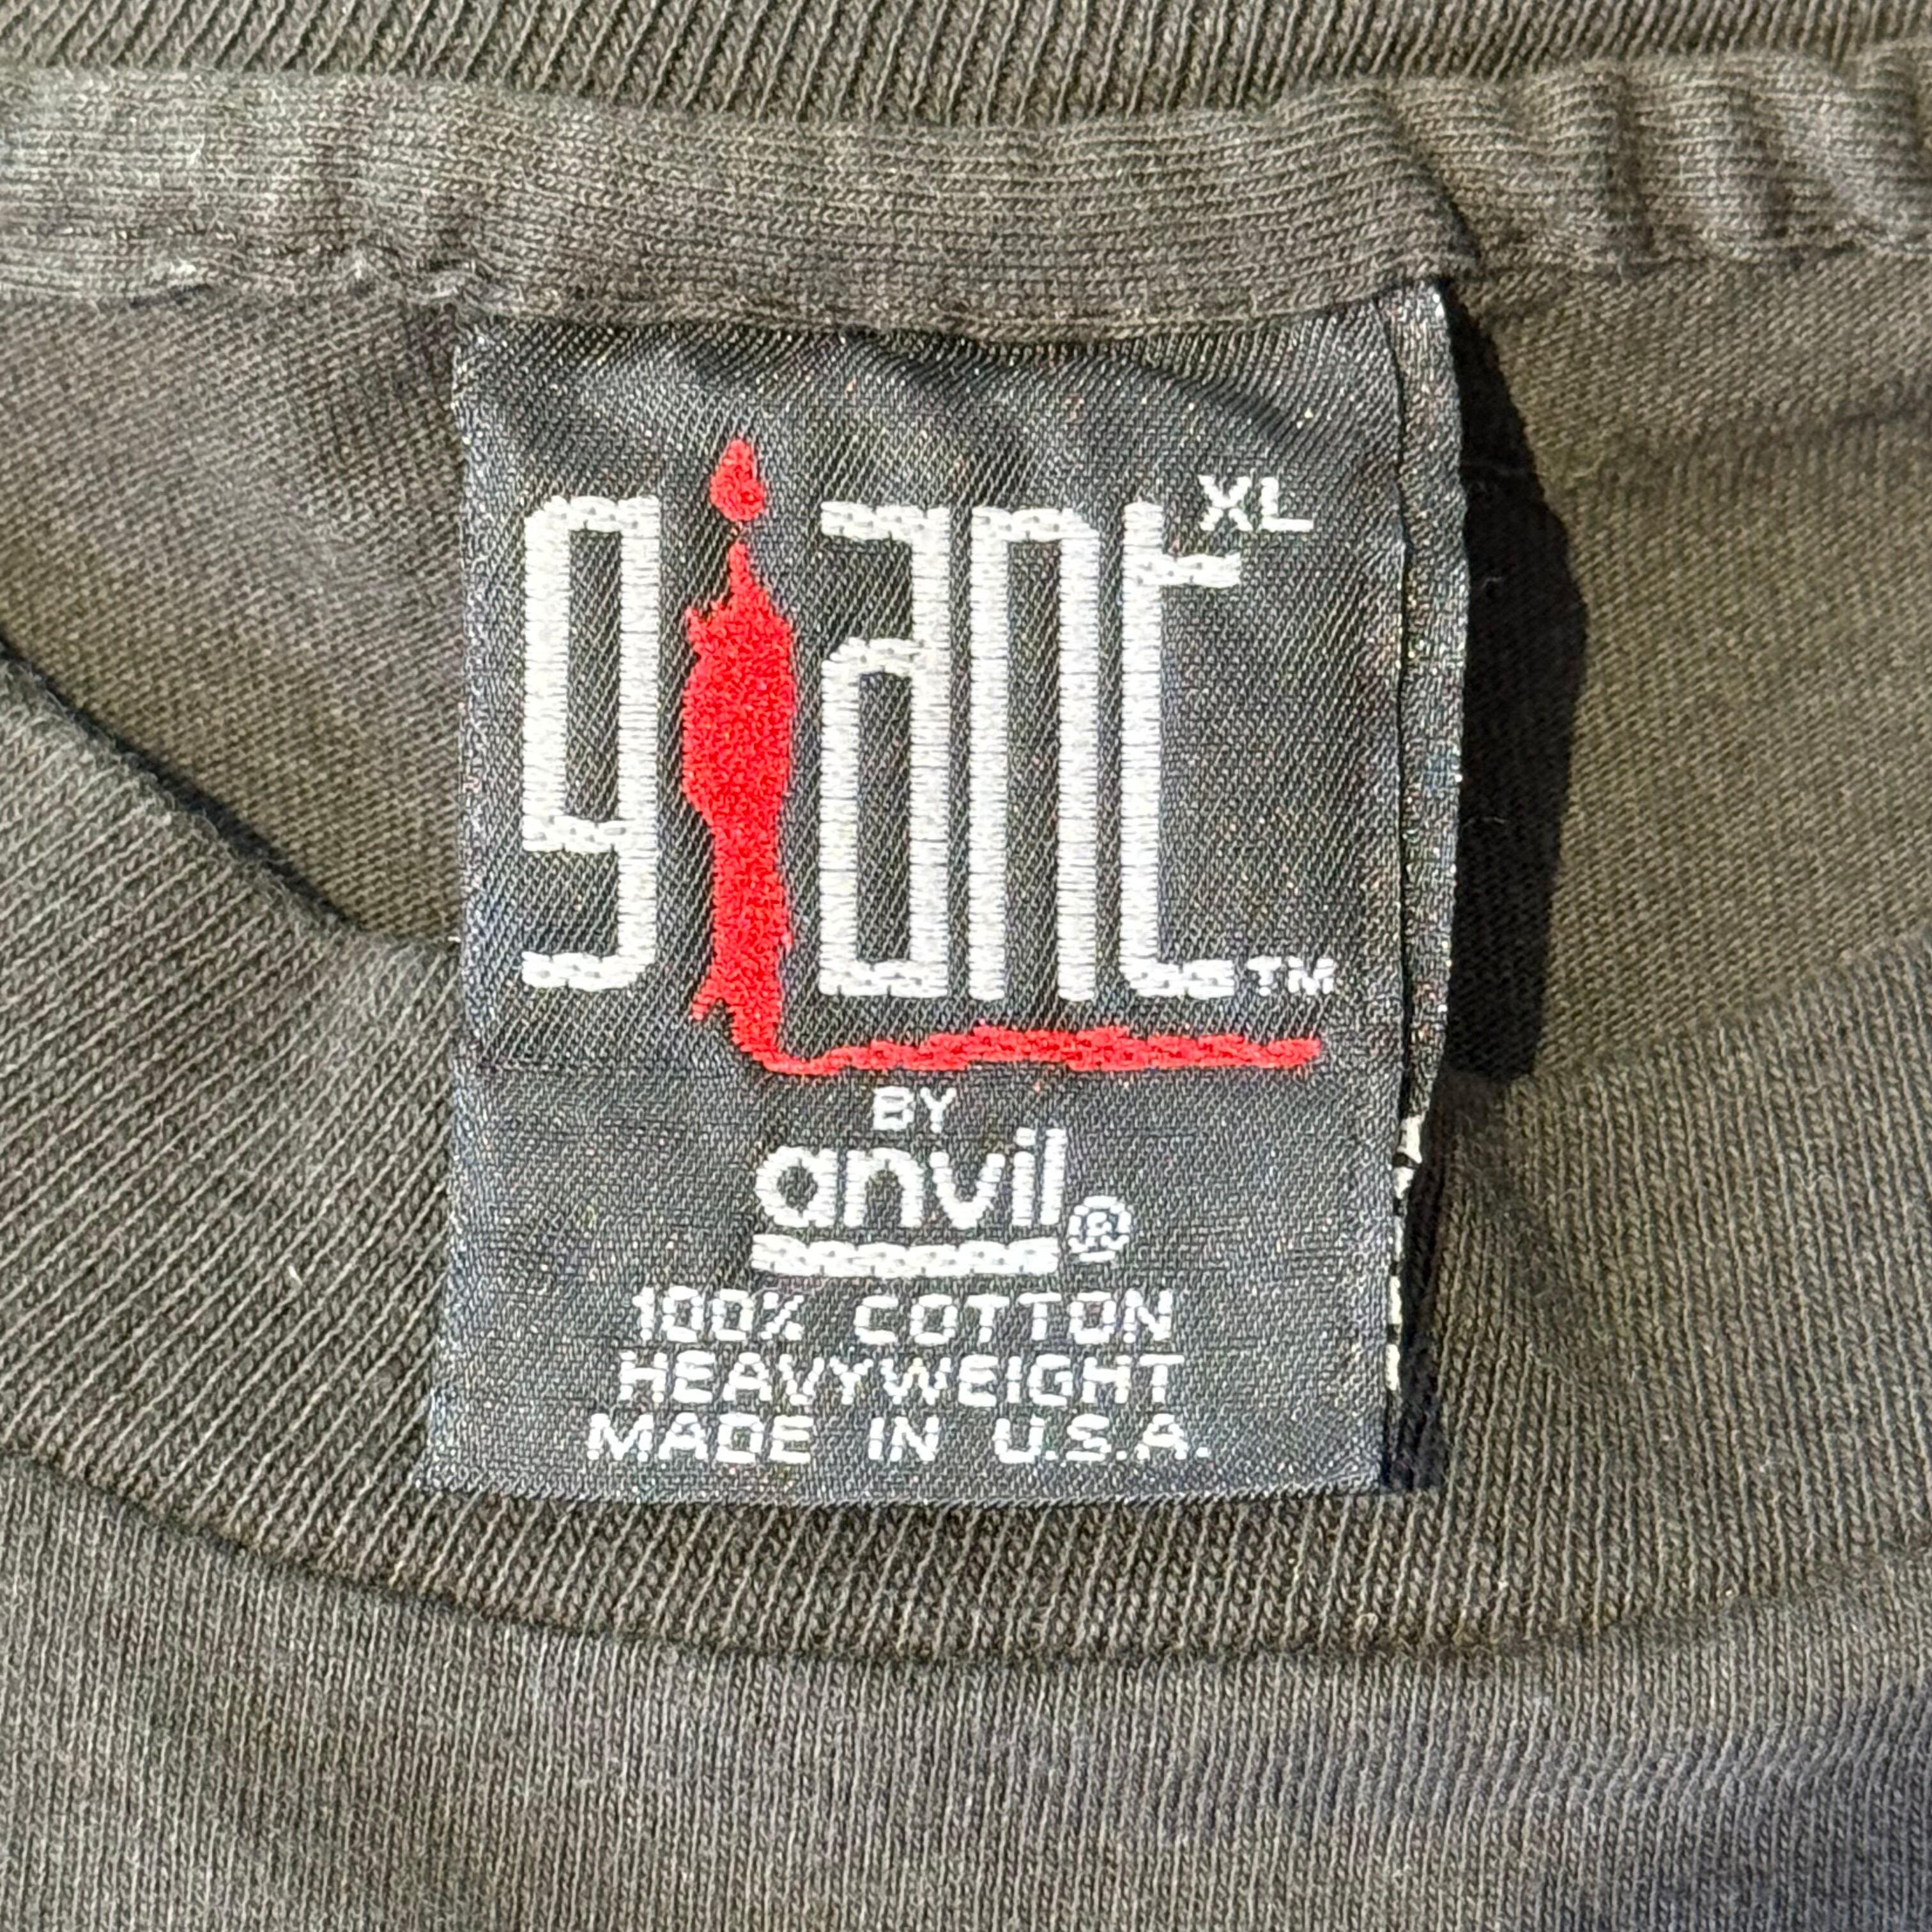 giant XL TM
BY
anvil®
100% COTTON
HEAVYWEIGHT
MADE IN U.S.A.